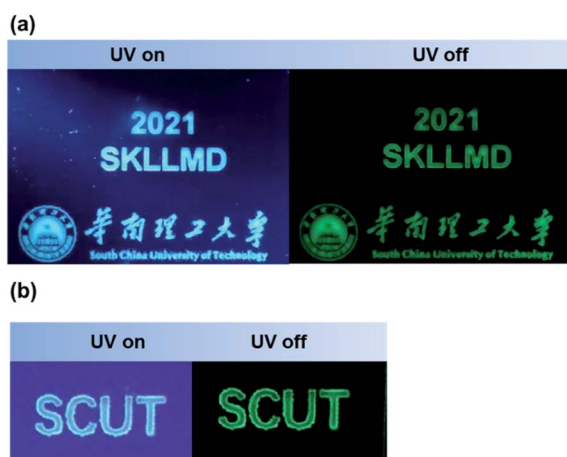 (a)
UV on
UV off
2021
SKLLMD
华南理工大学
South China University of Technology
2021
SKLLMD
华南理工大学
South China University of Technology
(b)
UV on
UV off
SCUT
SCUT